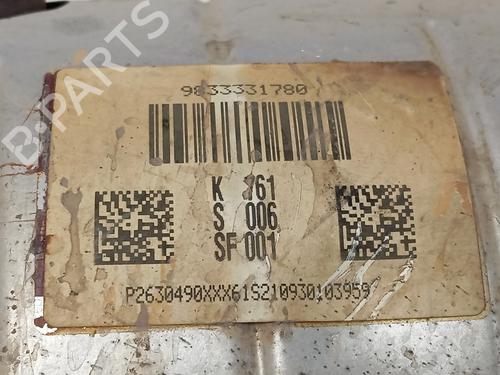 B-PARTS
9833331780
K 761
S 006
SF 001
P2630490XXX61S210930103959